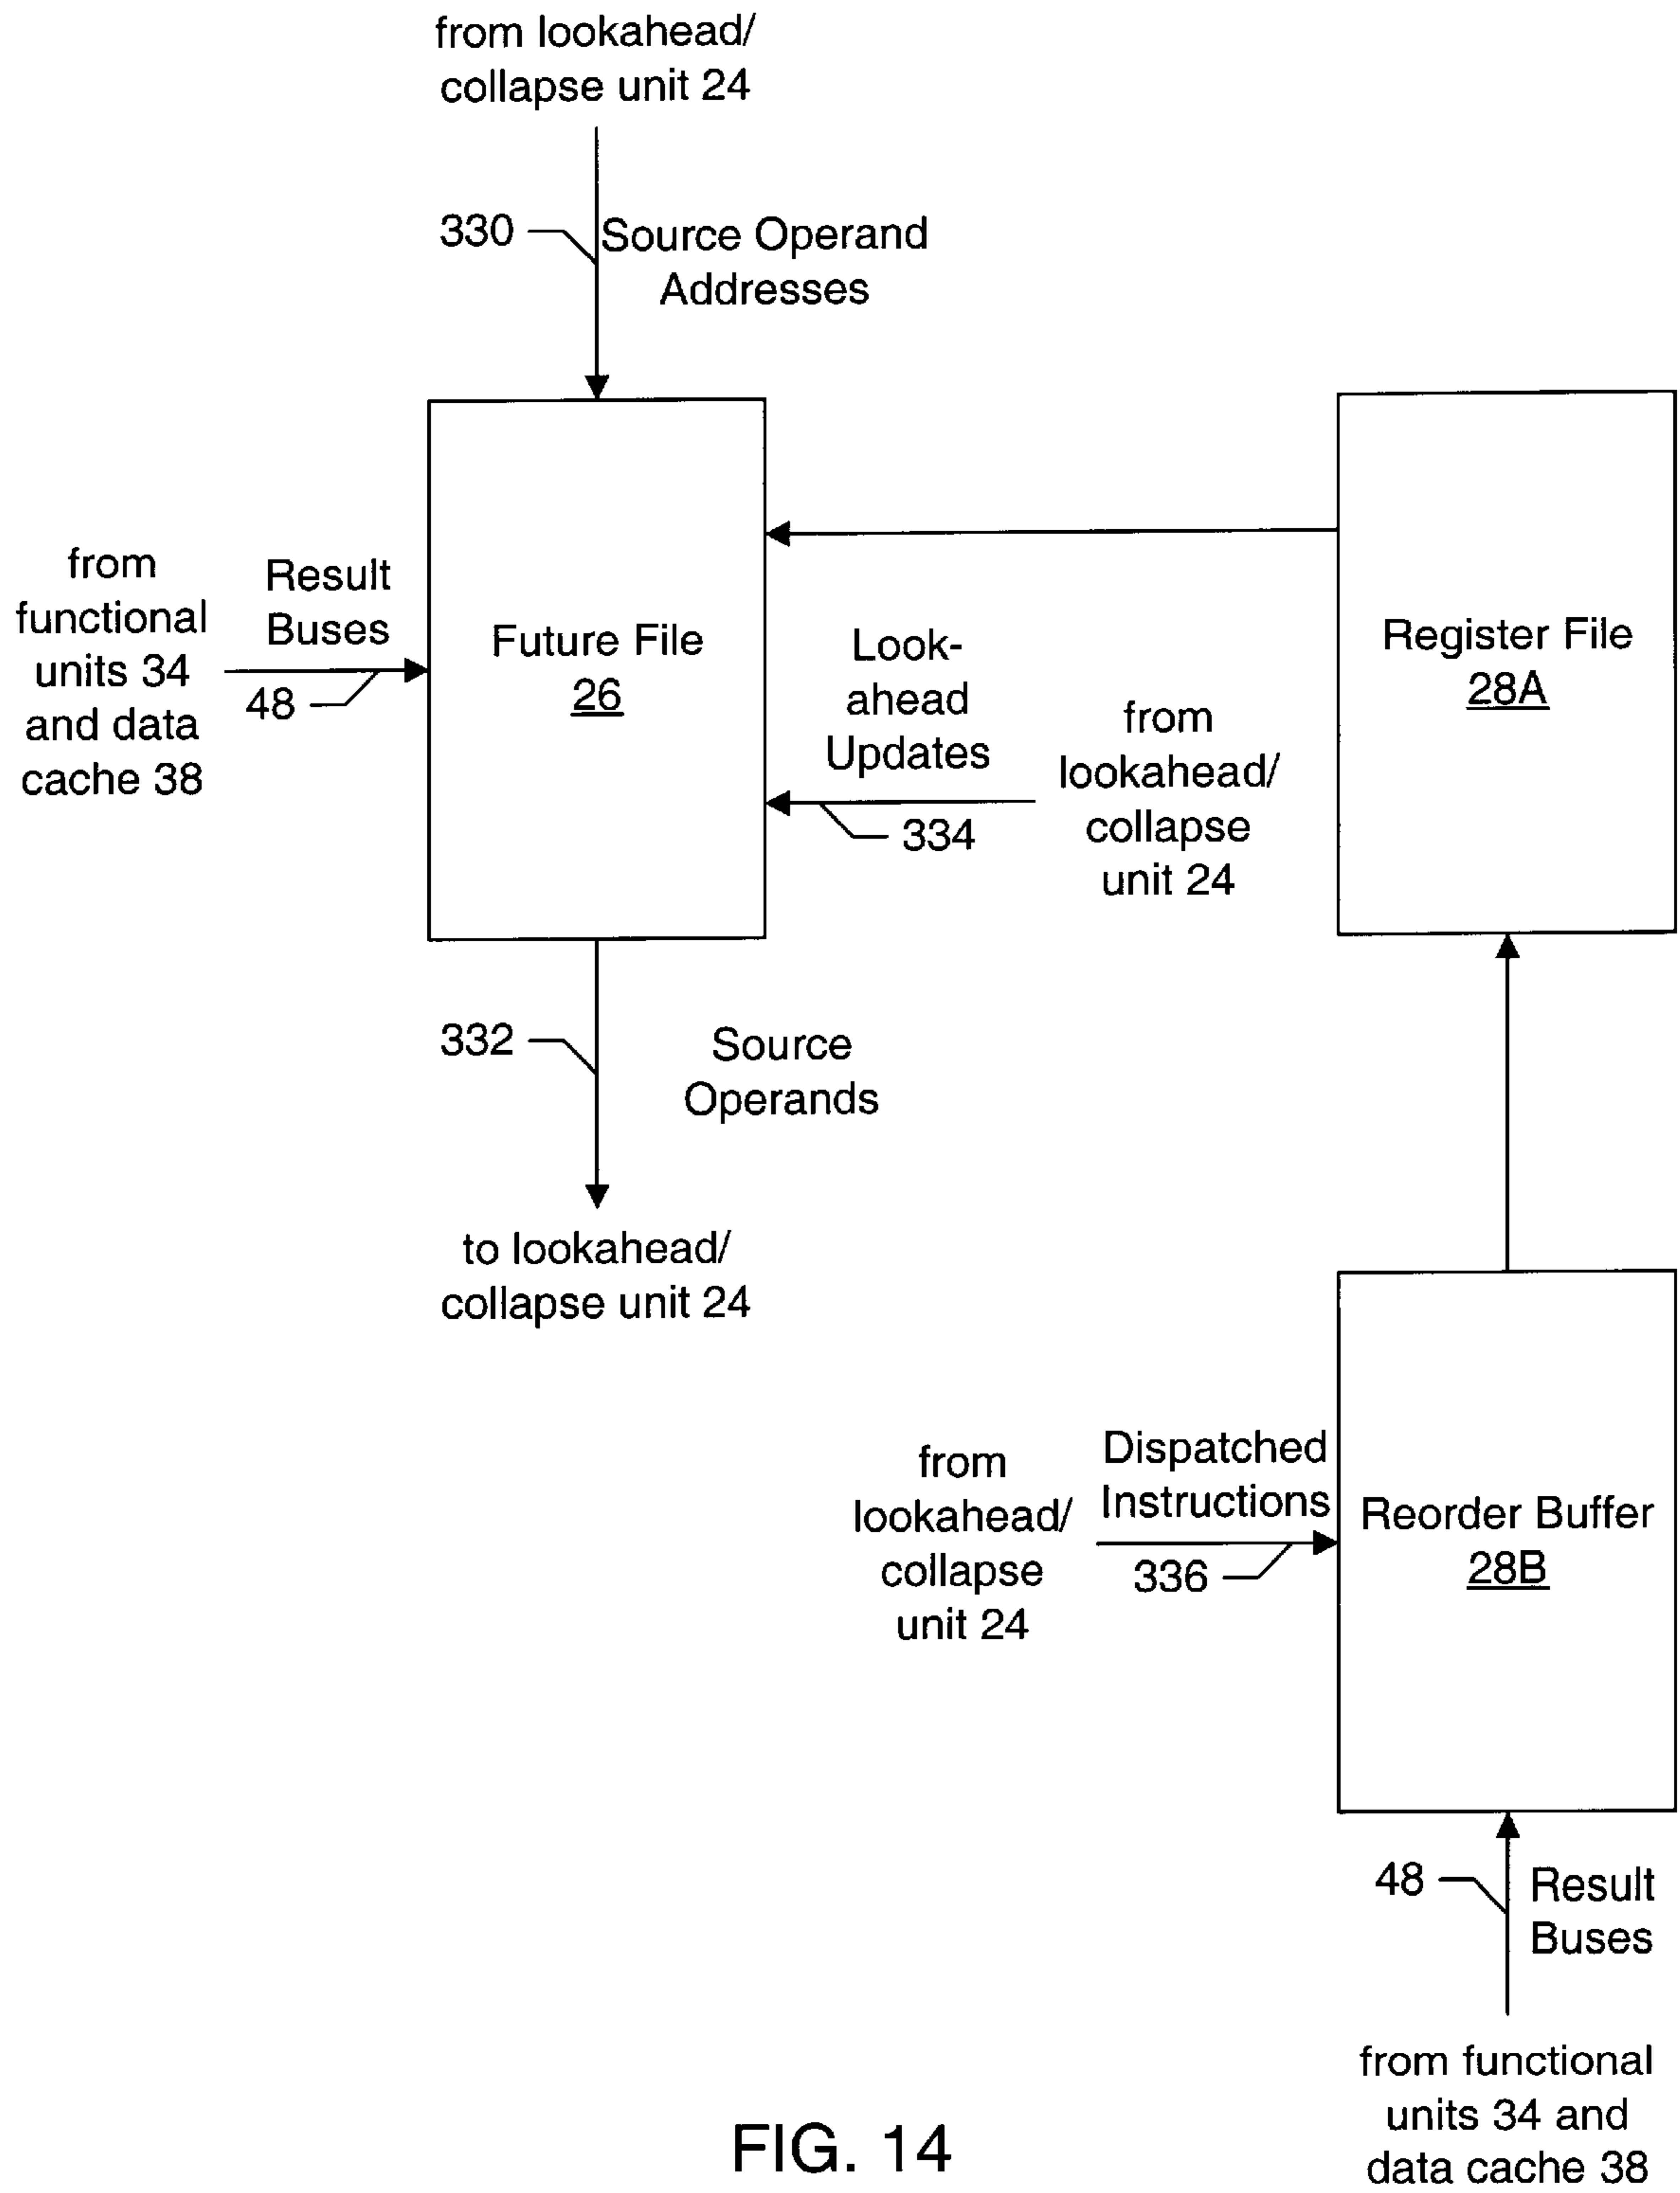 from lookahead/
collapse unit 24
330
Source Operand
Addresses
from
functional
units 34
and data
cache 38
Result
Buses
48
Future File
26
Look-
ahead
Updates
334
from
lookahead/
collapse
unit 24
Register File
28A
332
Source
Operands
to lookahead/
collapse unit 24
from
lookahead/
collapse
unit 24
Dispatched
Instructions
336
Reorder Buffer
28B
48
Result
Buses
from functional
units 34 and
data cache 38
FIG. 14